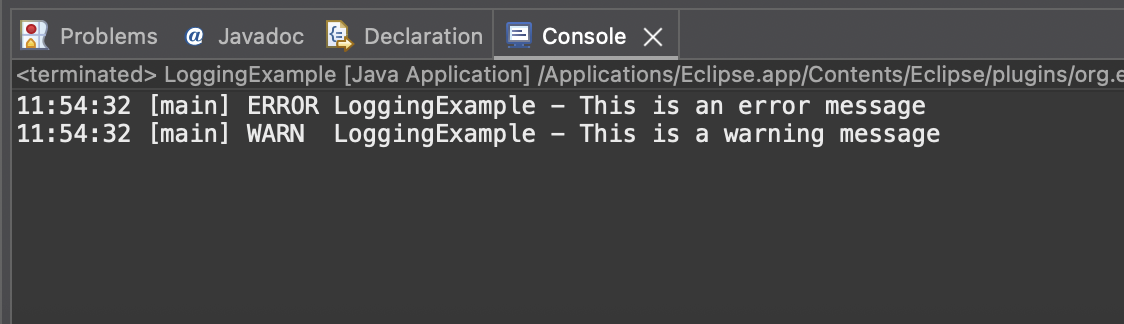 Problems @ Javadoc Declaration Console
<terminated> LoggingExample [Java Application] /Applications/Eclipse.app/Contents/Eclipse/plugins/org.e
11:54:32 [main] ERROR LoggingExample – This is an error message
11:54:32 [main] WARN  LoggingExample – This is a warning message